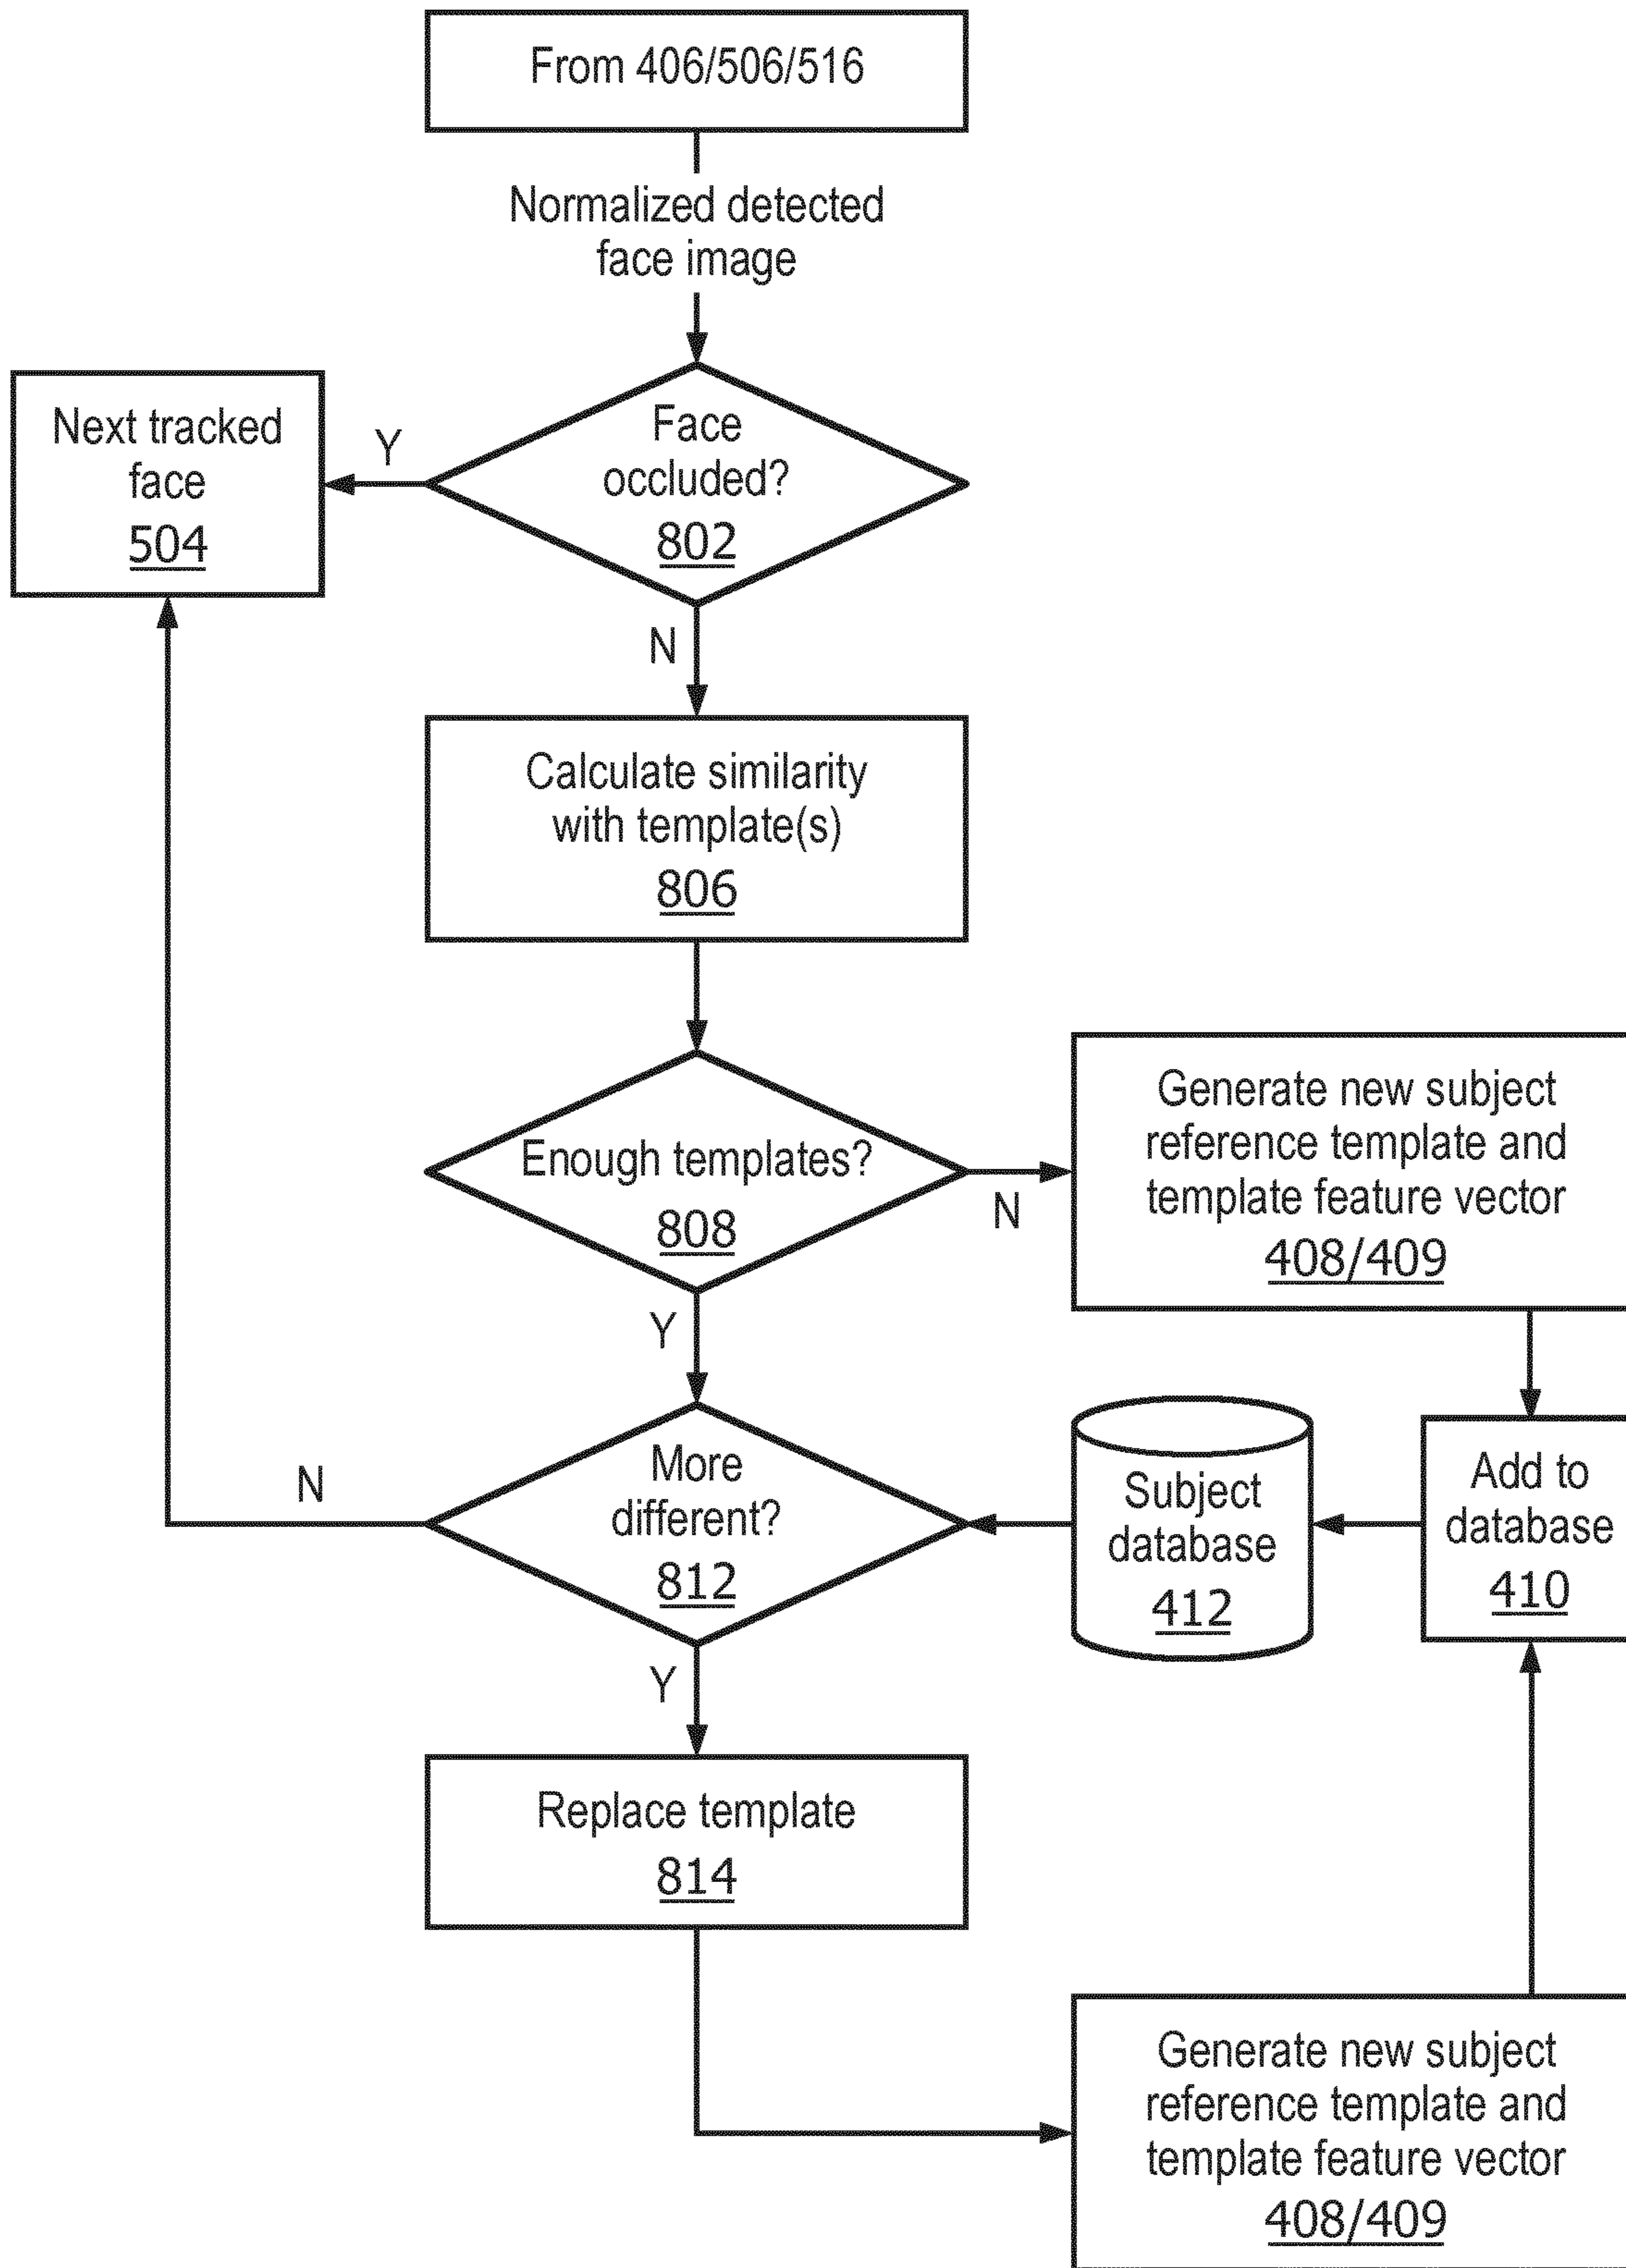 From 406/506/516
Normalized detected
face image
Next tracked
face
504
Y
Face
occluded?
802
N
Calculate similarity
with template(s)
806
Enough templates?
808
N
Generate new subject
reference template and
template feature vector
408/409
Y
N
More
different?
812
Subject
database
412
Add to
database
410
Y
Replace template
814
Generate new subject
reference template and
template feature vector
408/409